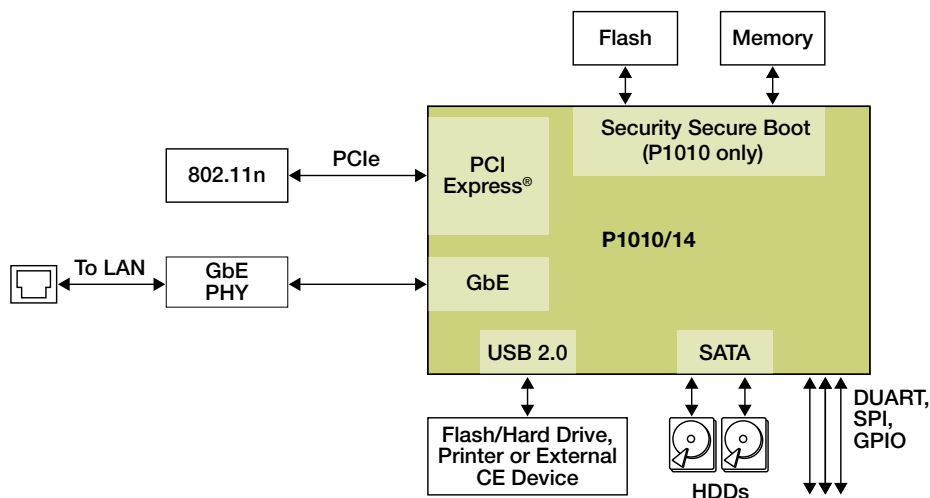 Flash
Memory
Security Secure Boot
(P1010 only)
PCIe
802.11n
PCI
Express®
P1010/14
To LAN
GbE
PHY
GbE
USB 2.0
SATA
DUART,
SPI,
GPIO
Flash/Hard Drive,
Printer or External
CE Device
HDDs